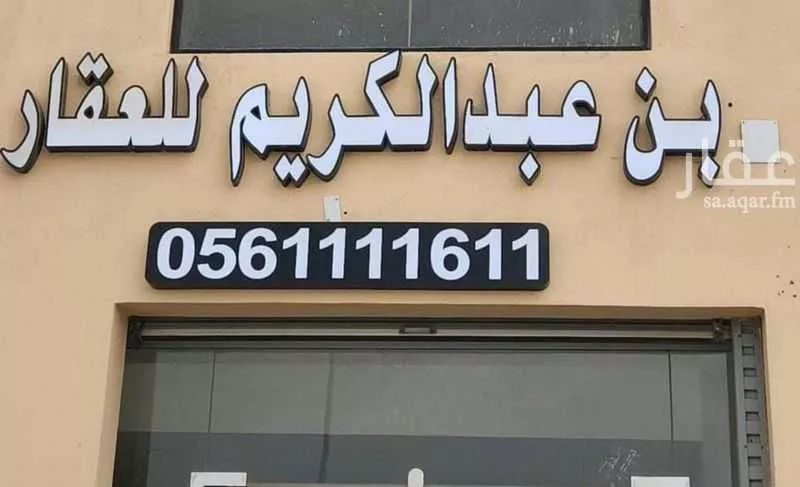 بن عبدالكريم للعقار
عقار
sa.aqar.fm
0561111611